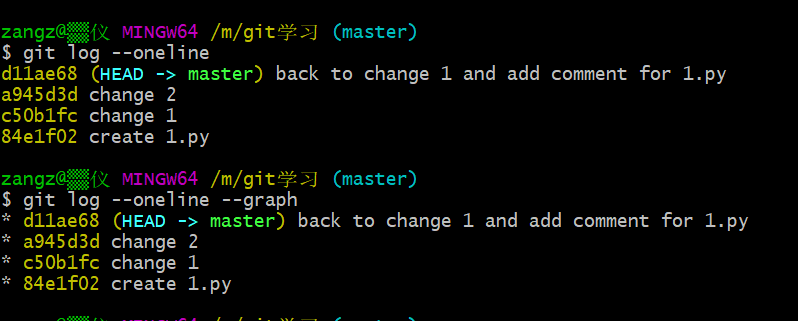 zangz@仪 MINGW64 /m/git学习 (master)
$ git log --oneline
d11ae68 (HEAD -> master) back to change 1 and add comment for 1.py
a945d3d change 2
c50b1fc change 1
84e1f02 create 1.py
zangz@仪 MINGW64 /m/git学习 (master)
$ git log --oneline --graph
* d11ae68 (HEAD -> master) back to change 1 and add comment for 1.py
* a945d3d change 2
* c50b1fc change 1
* 84e1f02 create 1.py